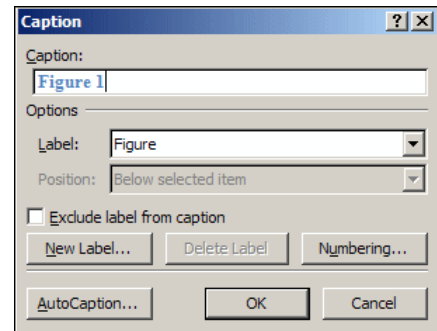 Caption
Caption:
Figure 1
Options
Label: Figure
Position: Below selected item
Exclude label from caption
New Label... Delete Label Numbering...
AutoCaption... OK Cancel